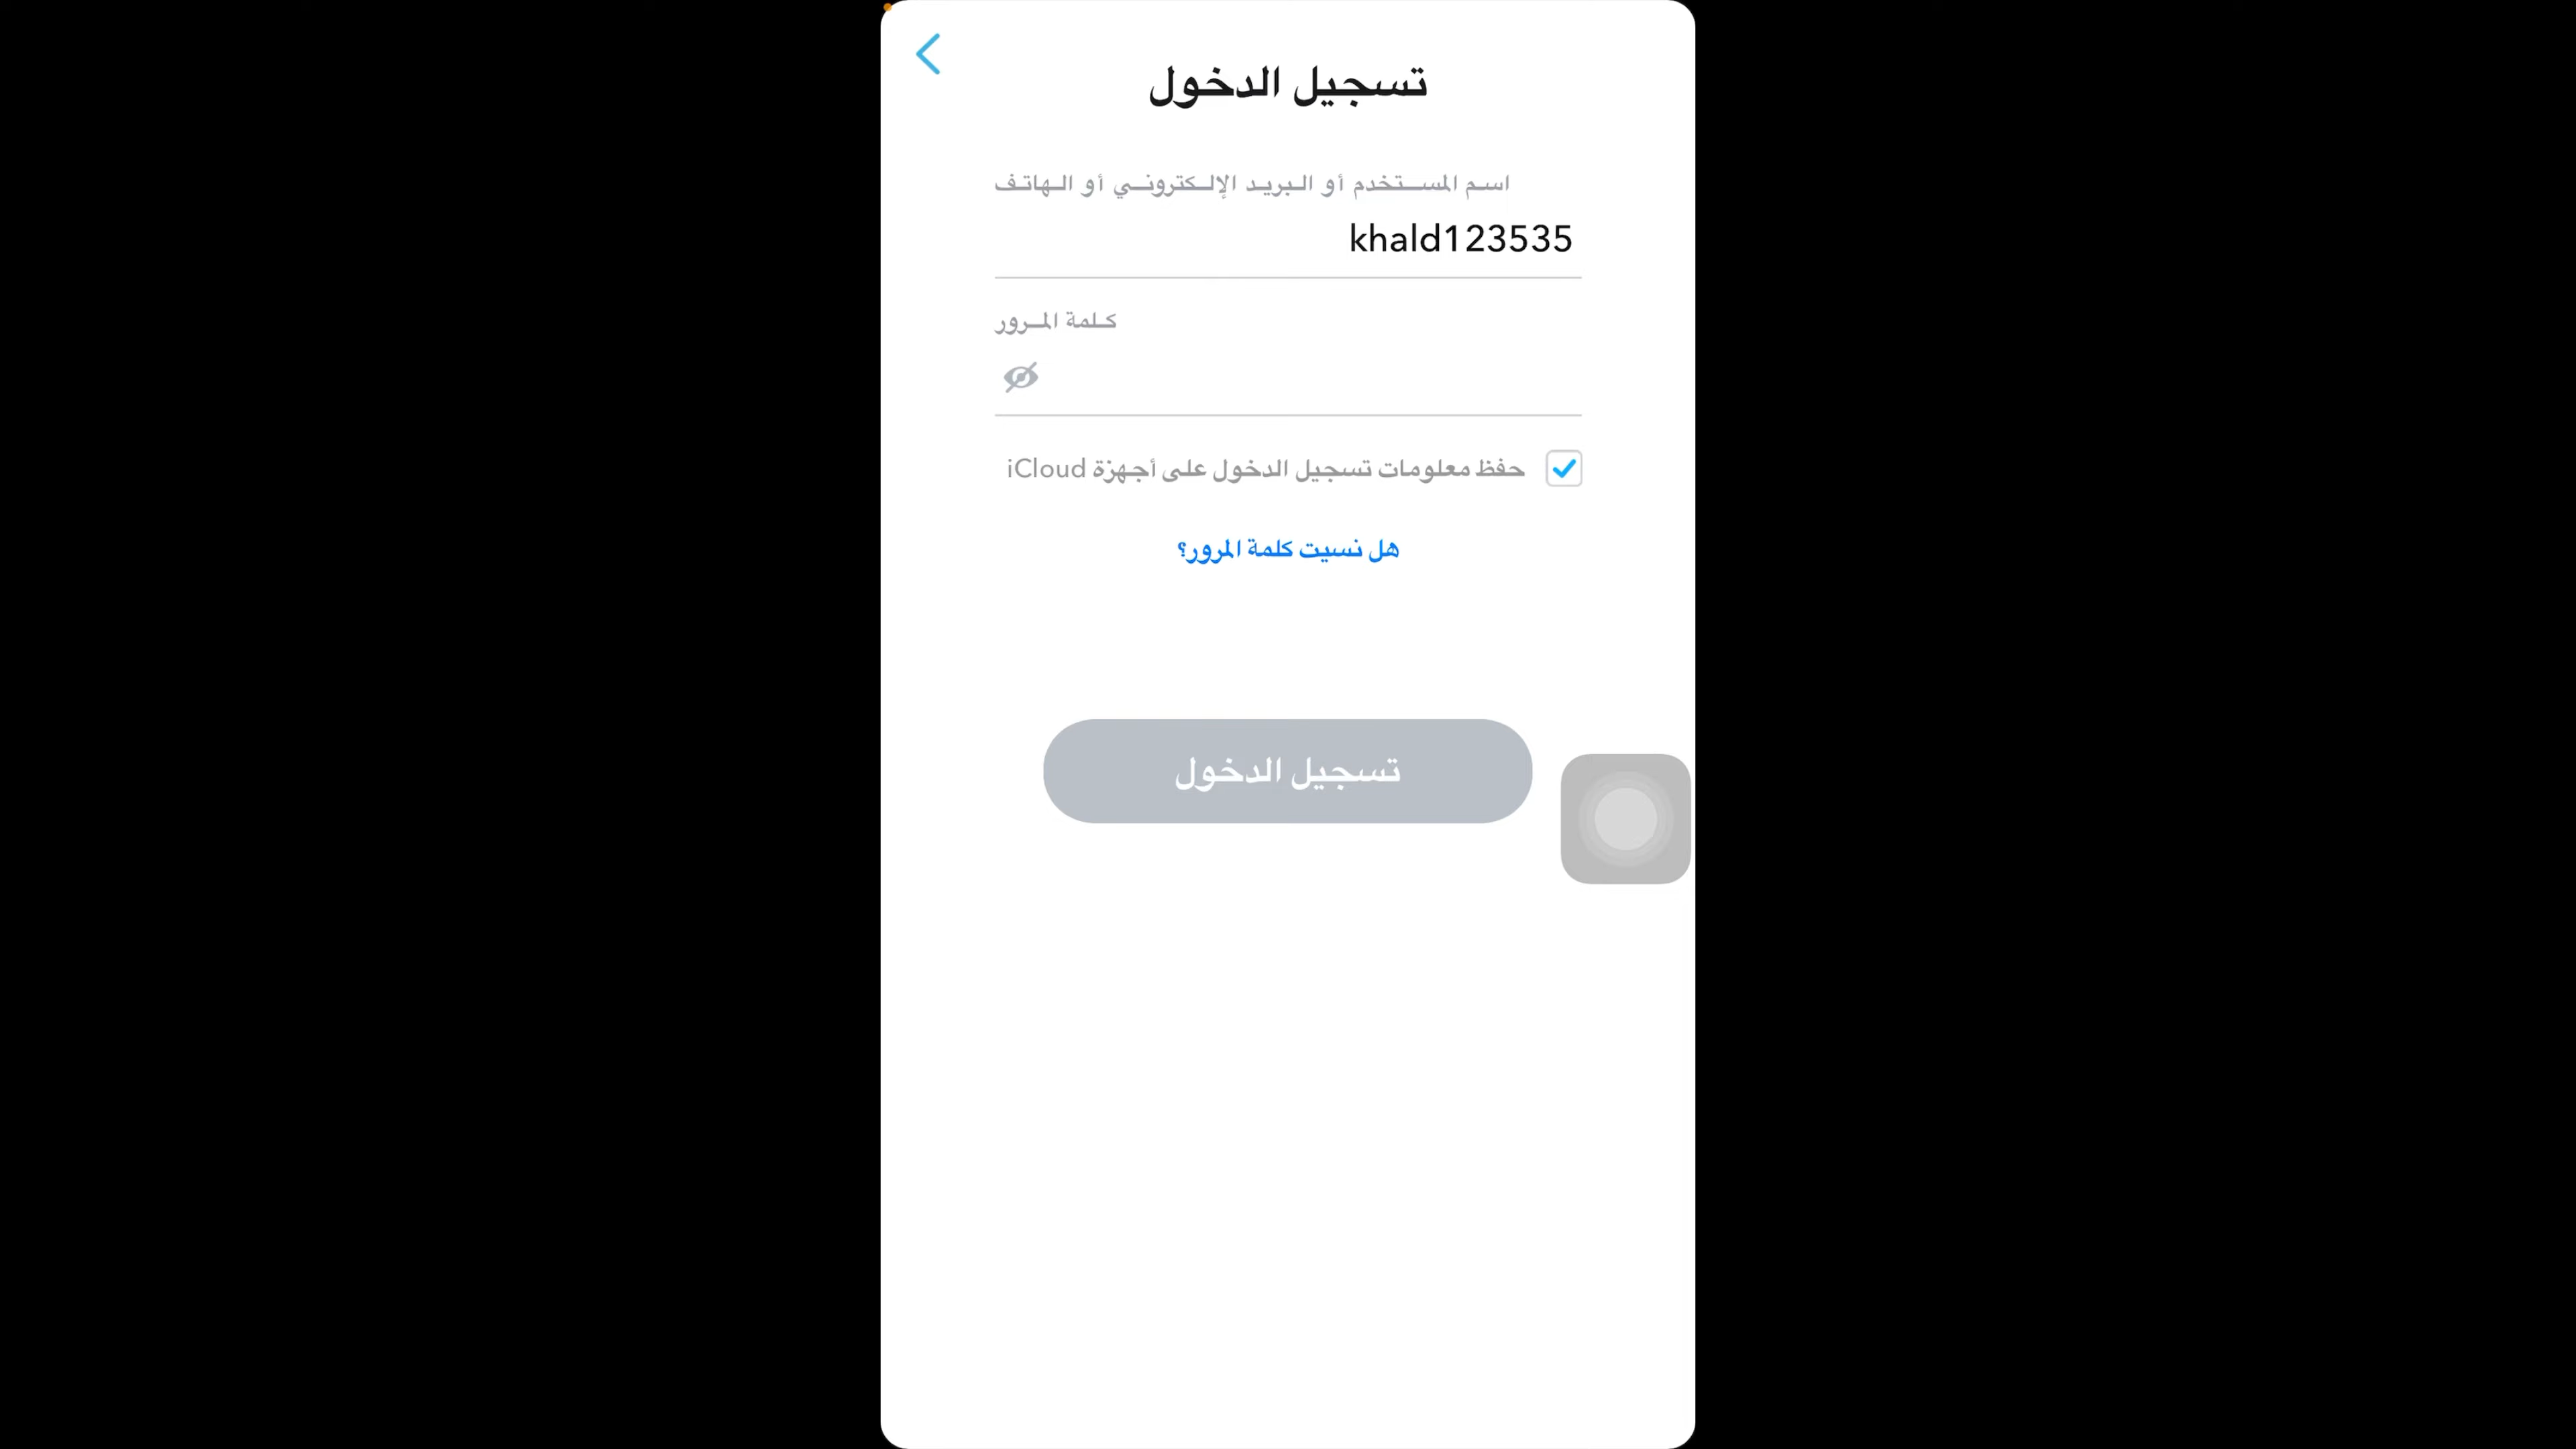 تسجيل الدخول
اسم المستخدم أو البريد الإلكتروني أو الهاتف
khald123535
كلمة المرور
حفظ معلومات تسجيل الدخول على أجهزة iCloud
هل نسيت كلمة المرور؟
تسجيل الدخول